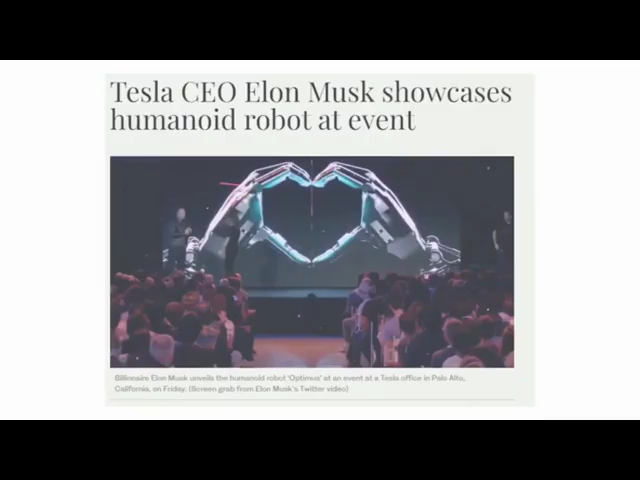 Tesla CEO Elon Musk showcases
humanoid robot at event
Billionaire Elon Musk unveils the humanoid robot 'Optimus' at an event at a Tesla office in Palo Alto,
California, on Friday. (Screen grab from Elon Musk's Twitter video)